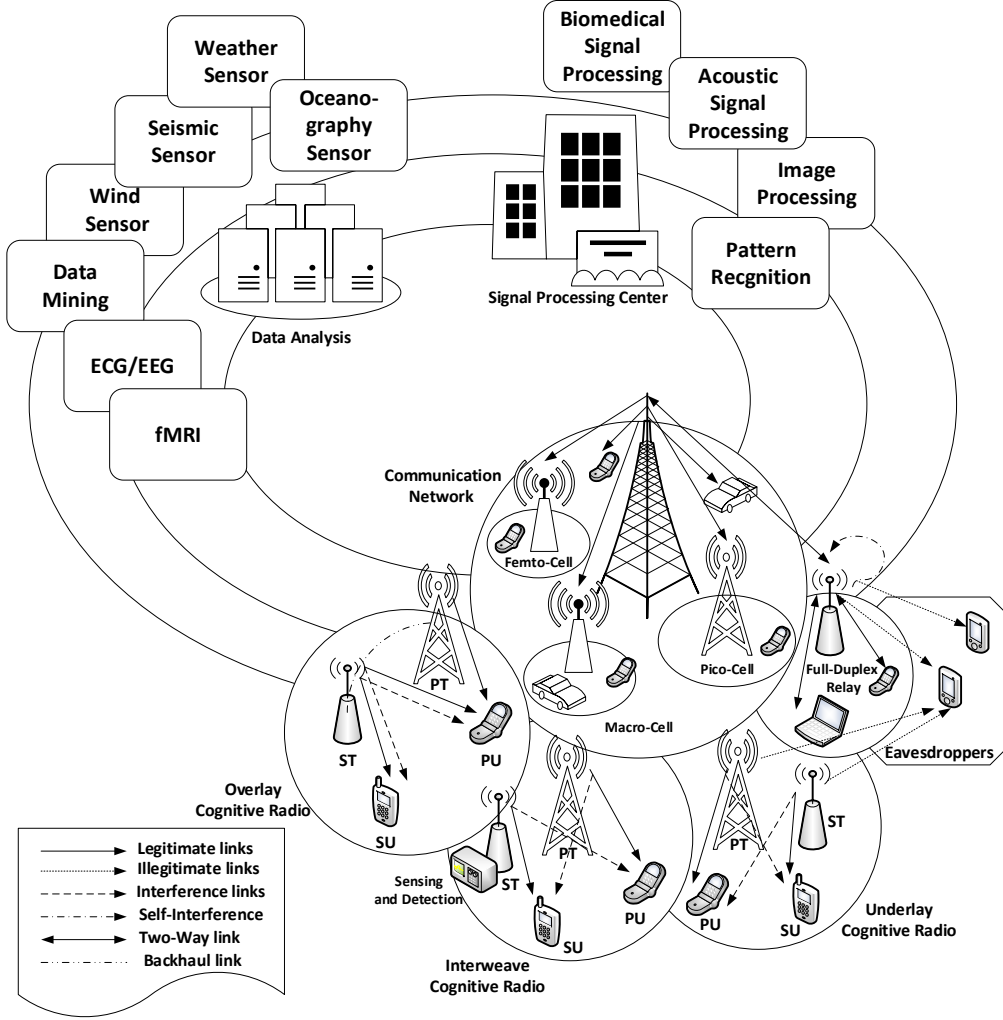 Weather
Sensor
Oceano-
graphy
Sensor
Seismic
Sensor
Wind
Sensor
Data
Mining
ECG/EEG
fMRI
Biomedical
Signal
Processing
Acoustic
Signal
Processing
Image
Processing
Pattern
Recgnition
Data Analysis
Signal Processing Center
Communication
Network
Femto-Cell
Pico-Cell
Macro-Cell
Full-Duplex
Relay
Eavesdroppers
PT
ST
PU
SU
Overlay
Cognitive Radio
PT
ST
Sensing
and Detection
PU
SU
Interweave
Cognitive Radio
PT
ST
PU
SU
Underlay
Cognitive Radio
Legitimate links
Illegitimate links
Interference links
Self-Interference
Two-Way link
Backhaul link